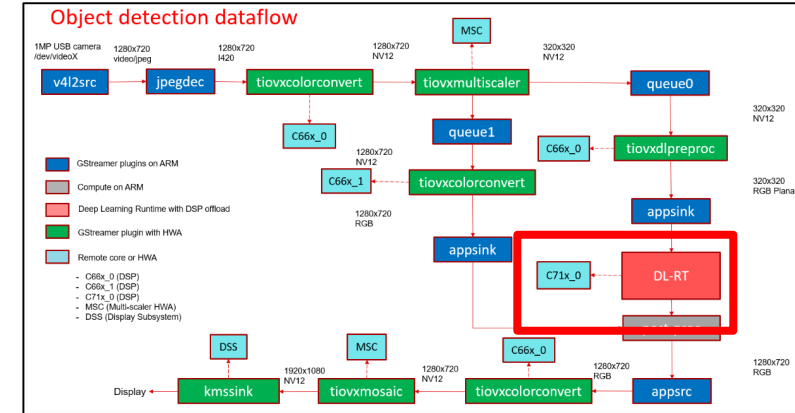 Object detection dataflow
1MP USB camera
/dev/videoX
1280x720
video/jpeg
1280x720
I420
1280x720
NV12
MSC
320x320
NV12
v4l2src
jpegdec
tiovxcolorconvert
tiovxmultiscaler
queue0
320x320
NV12
C66x_0
queue1
C66x_0
tiovxdlpreproc
1280x720
NV12
C66x_1
tiovxcolorconvert
320x320
RGB Plana
1280x720
RGB
appsink
appsink
GStreamer plugins on ARM
Compute on ARM
Deep Learning Runtime with DSP offload
GStreamer plugin with HWA
Remote core or HWA
- C66x_0 (DSP)
- C66x_1 (DSP)
- C71x_0 (DSP)
- MSC (Multi-scaler HWA)
- DSS (Display Subsystem)
C71x_0
DL-RT
DSS
MSC
C66x_0
1920x1080
NV12
1280x720
NV12
1280x720
RGB
1280x720
RGB
Display
kmssink
tiovxmosaic
tiovxcolorconvert
appsrc